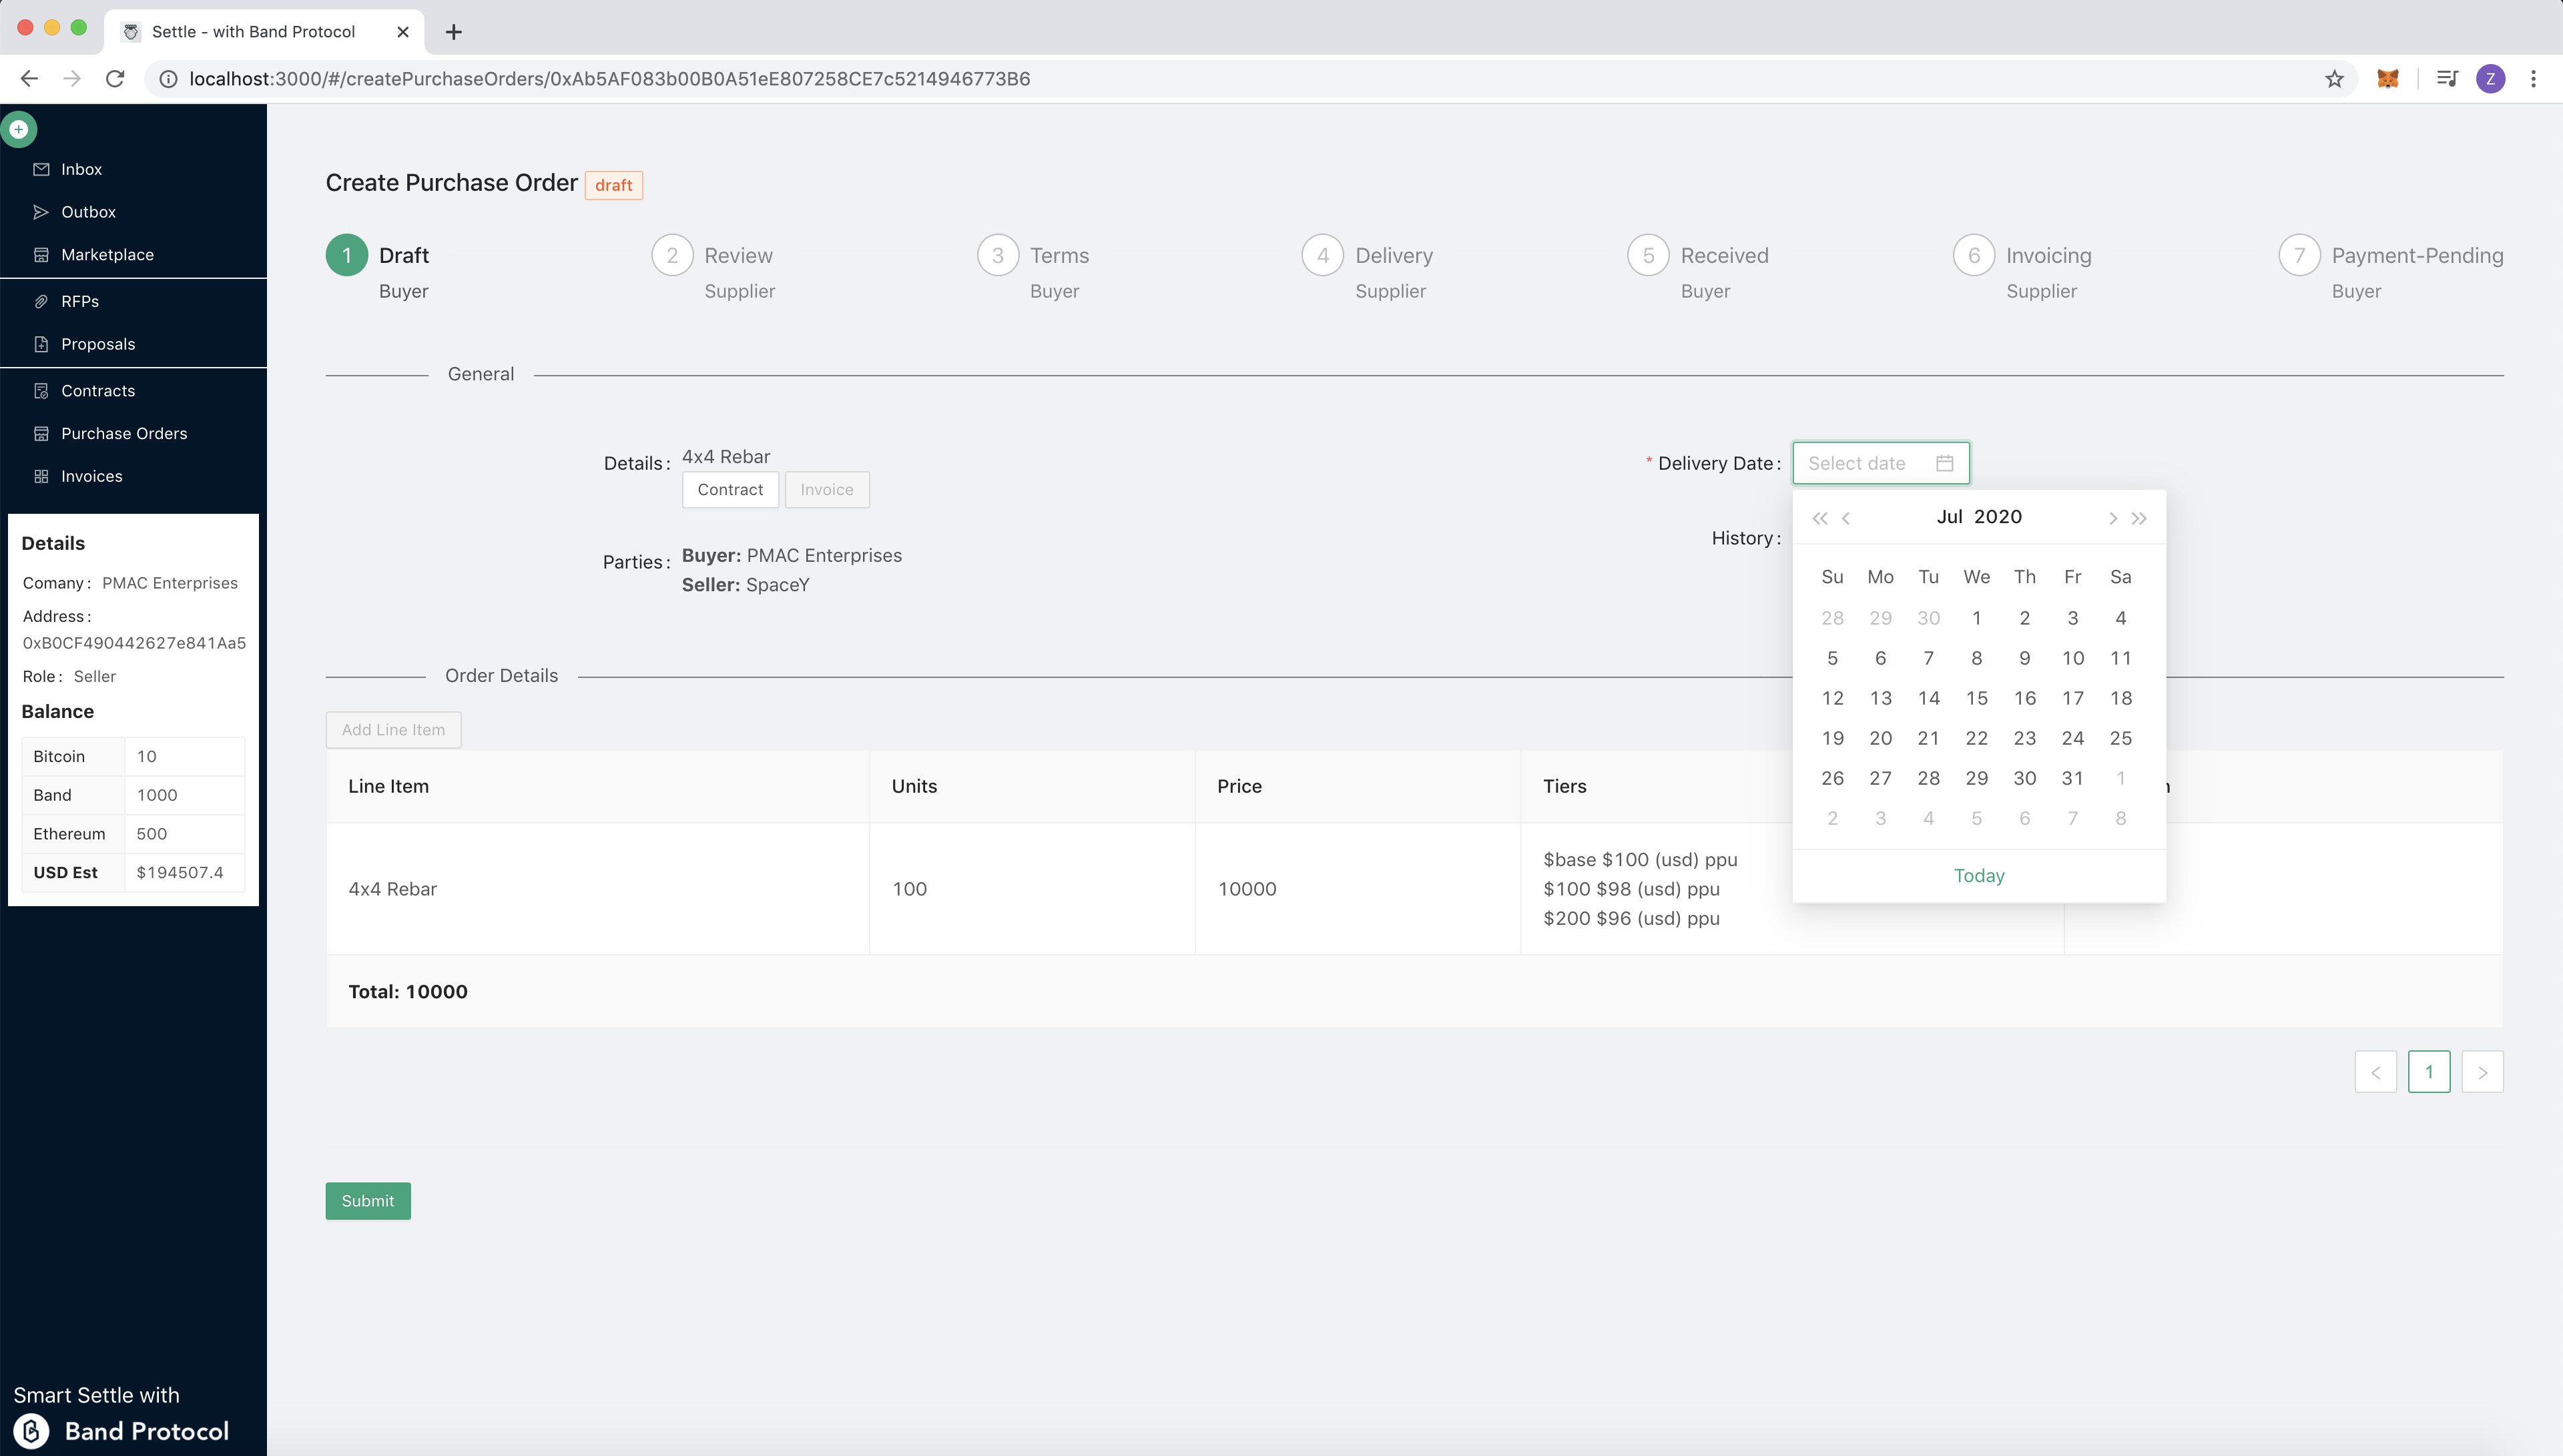 Settle - with Band Protocol
localhost:3000/#/createPurchaseOrders/0xAb5AF083b00B0A51eE807258CE7c5214946773B6
Z
Inbox
Outbox
Marketplace
RFPs
Proposals
Contracts
Purchase Orders
Invoices
Details
Comany :
PMAC Enterprises
Address :
0xB0CF490442627e841Aa5
Role :
Seller
Balance
Bitcoin 10
Band 1000
Ethereum 500
USD Est $194507.4
Smart Settle with
Band Protocol
Create Purchase Order draft
1 Draft
Buyer
2 Review
Supplier
3 Terms
Buyer
4 Delivery
Supplier
5 Received
Buyer
6 Invoicing
Supplier
7 Payment-Pending
Buyer
General
Details :
4x4 Rebar
Contract Invoice
Parties :
Buyer: PMAC Enterprises
Seller: SpaceY
* Delivery Date :
Select date
History :
Jul 2020
Su Mo Tu We Th Fr Sa
28 29 30 1 2 3 4
5 6 7 8 9 10 11
12 13 14 15 16 17 18
19 20 21 22 23 24 25
26 27 28 29 30 31 1
2 3 4 5 6 7 8
Today
Order Details
Add Line Item
Line Item Units Price Tiers
4x4 Rebar 100 10000
$base $100 (usd) ppu
$100 $98 (usd) ppu
$200 $96 (usd) ppu
Total: 10000
< 1 >
Submit